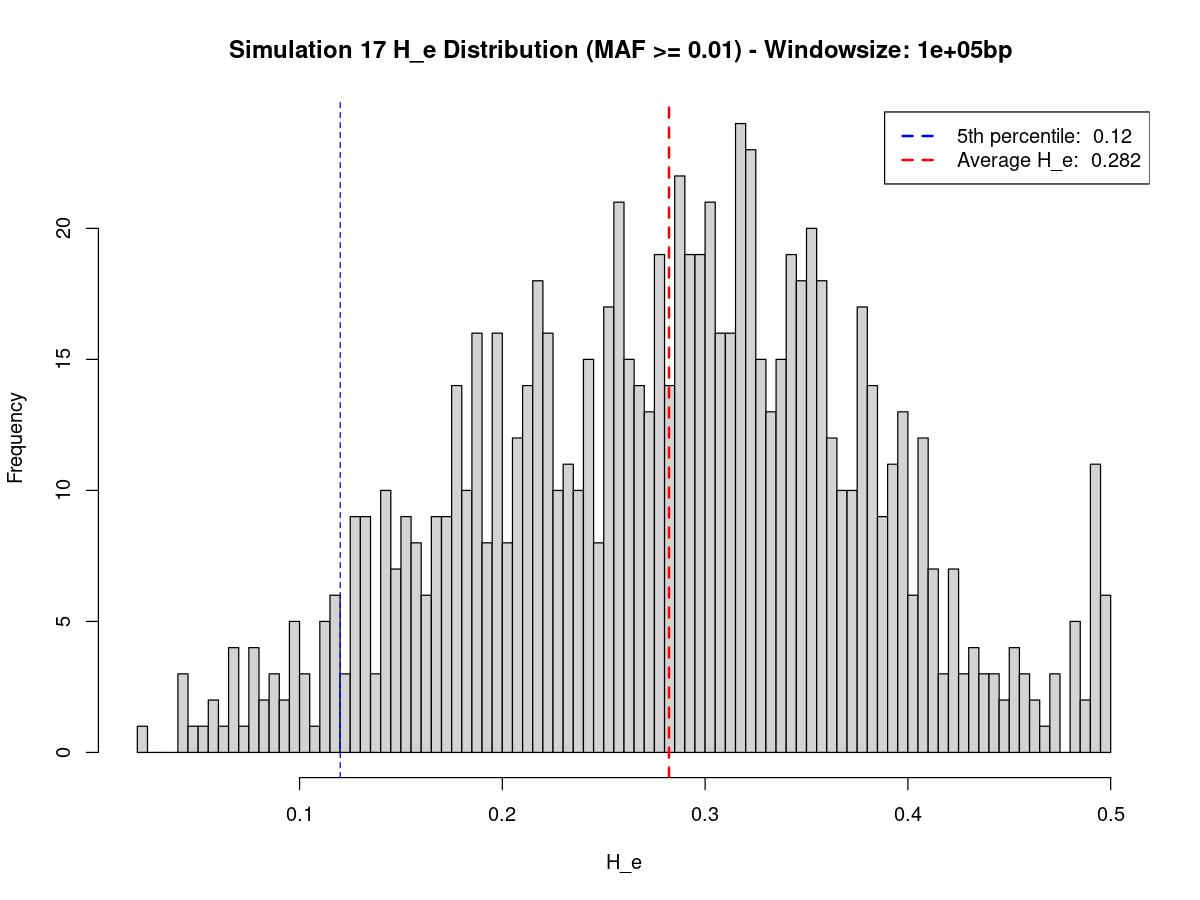 Simulation 17 H_e Distribution (MAF >= 0.01) - Windowsize: 1e+05bp
5th percentile: 0.12
Average H_e: 0.282
Frequency
20
15
10
5
0
0.1 0.2 0.3 0.4 0.5
H_e